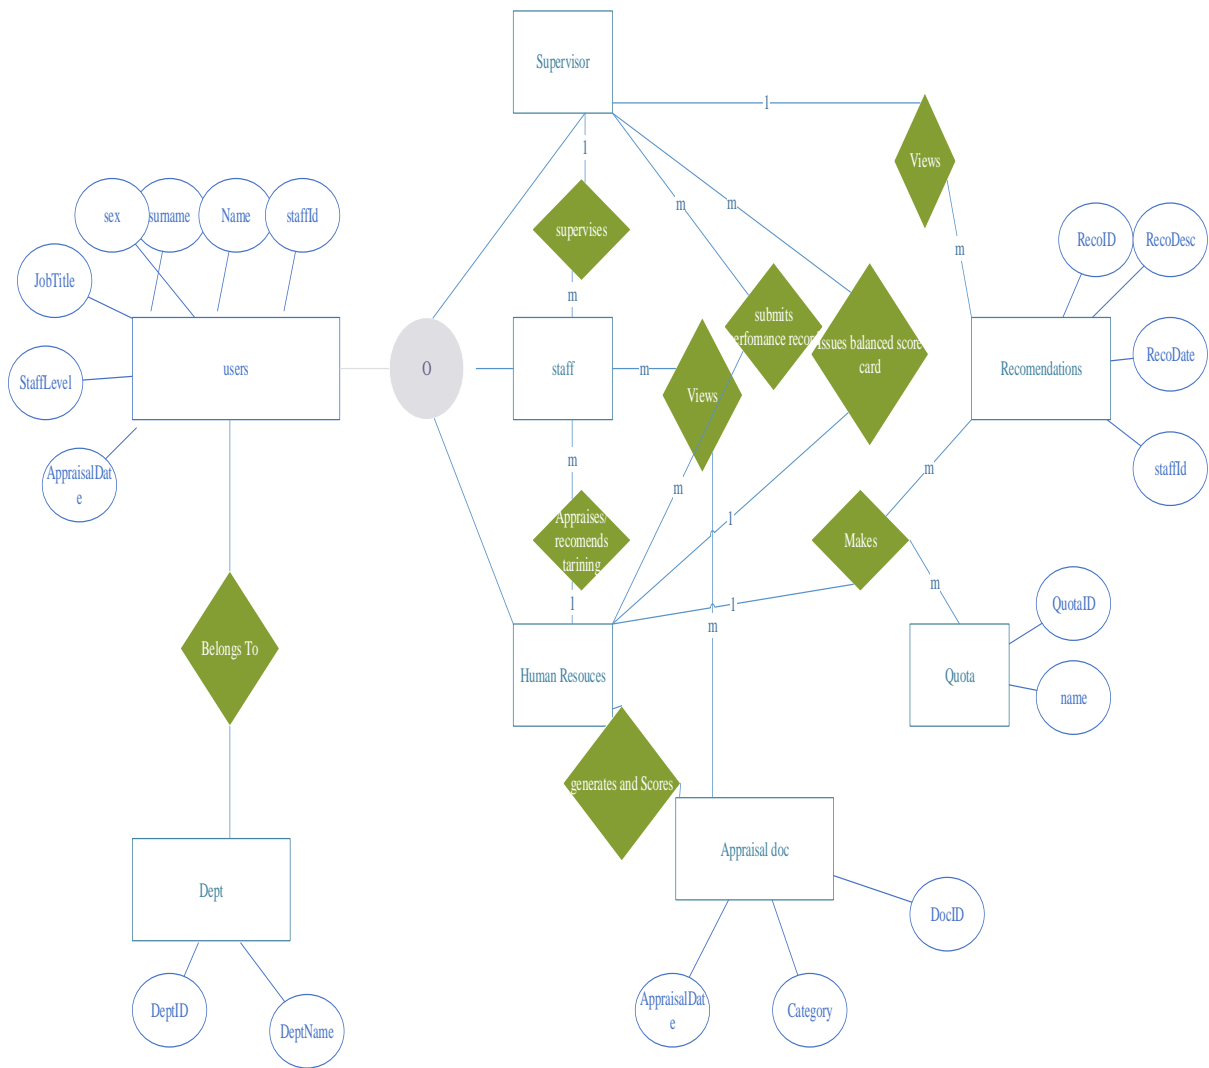 Supervisor
1
Views
1
m
m
sex
surname
Name
staffId
supervises
m
RecoID
RecoDesc
JobTitle
m
submits
erfomance recor
Issues balanced score
card
users
O
staff
m
Views
Recomendations
RecoDate
StaffLevel
AppraisalDat
e
m
m
m
staffId
Appraises/
recomends
tarining
1
Makes
m
1
1
m
QuotaID
Belongs To
Human Resouces
Quota
name
generates and Scores
Dept
Appraisal doc
DocID
DeptID
DeptName
AppraisalDat
e
Category